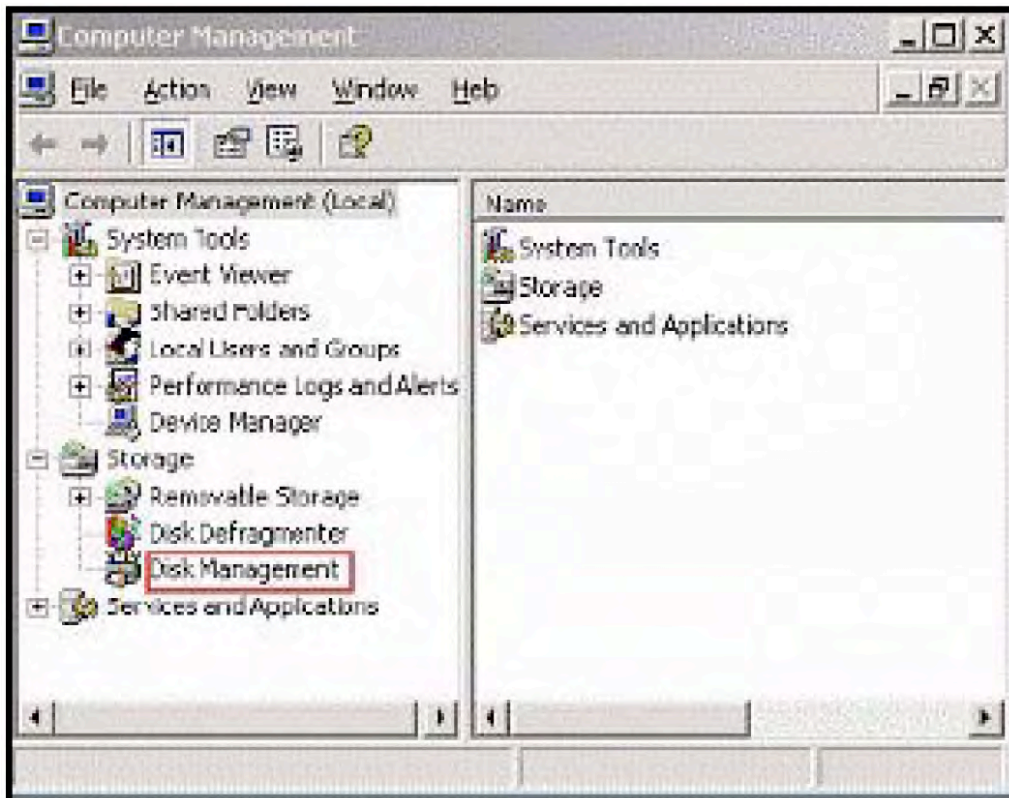 Computer Management
File Action View Window Help
Computer Management (Local)
System Tools
Event Viewer
Shared Folders
Local Users and Groups
Performance Logs and Alerts
Device Manager
Storage
Removable Storage
Disk Defragmenter
Disk Management
Services and Applications
Name
System Tools
Storage
Services and Applications